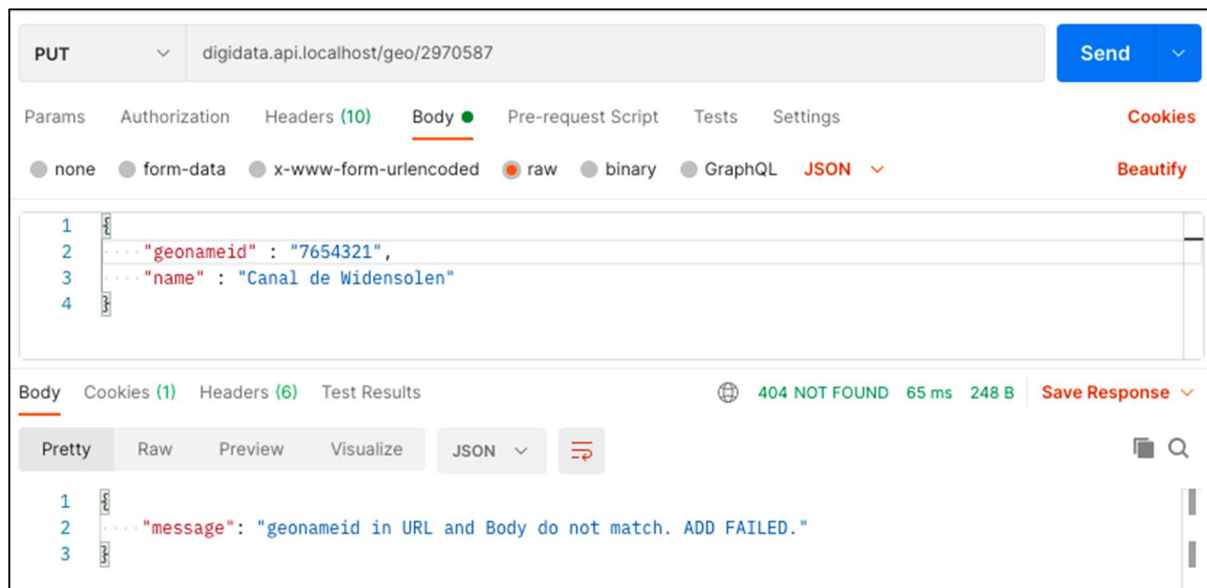 PUT digidata.api.localhost/geo/2970587 Send
Params Authorization Headers (10) Body Pre-request Script Tests Settings Cookies
none form-data x-www-form-urlencoded raw binary GraphQL JSON Beautify
1 {
2 "geonameid" : "7654321",
3 "name" : "Canal de Widensolen"
4 }
Body Cookies (1) Headers (6) Test Results 404 NOT FOUND 65 ms 248 B Save Response
Pretty Raw Preview Visualize JSON
1 {
2 "message": "geonameid in URL and Body do not match. ADD FAILED."
3 }